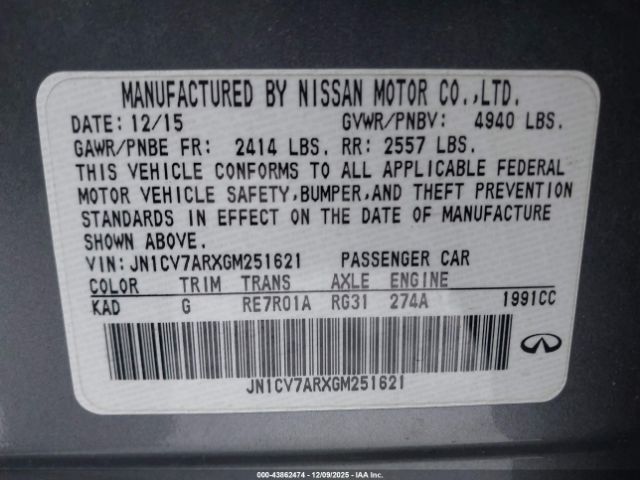 MANUFACTURED BY NISSAN MOTOR CO.,LTD.
DATE: 12/15 GVWR/PNBV: 4940 LBS.
GAWR/PNBE FR: 2414 LBS. RR: 2557 LBS.
THIS VEHICLE CONFORMS TO ALL APPLICABLE FEDERAL
MOTOR VEHICLE SAFETY,BUMPER,AND THEFT PREVENTION
STANDARDS IN EFFECT ON THE DATE OF MANUFACTURE
SHOWN ABOVE.
VIN: JN1CV7ARXGM251621 PASSENGER CAR
COLOR TRIM TRANS AXLE ENGINE
KAD G RE7R01A RG31 274A 1991CC
JN1CV7ARXGM251621
000-43862474 | 12/09/2025 | IAA, Inc.